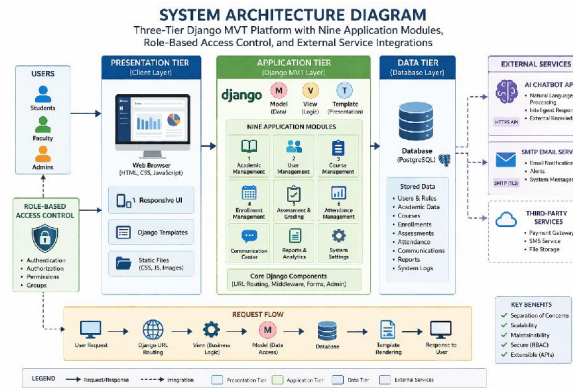 SYSTEM ARCHITECTURE DIAGRAM
Three-Tier Django MVT Platform with Nine Application Modules,
Role-Based Access Control, and External Service Integrations
USERS
Students
Faculty
Admins
ROLE-BASED
ACCESS CONTROL
• Authentication
• Authorization
• Permissions
• Groups
PRESENTATION TIER
(Client Layer)
Web Browser
(HTML, CSS, JavaScript)
Responsive UI
Django Templates
Static Files
(CSS, JS, Images)
APPLICATION TIER
(Django MVT Layer)
django
M
Model
(Data)
V
View
(Logic)
T
Template
(Presentation)
NINE APPLICATION MODULES
1
Academic
Management
2
User
Management
3
Course
Management
Enrollment
Management
Assessment &
Grading
Attendance
Management
Communication
Center
Reports &
Analytics
System
Settings
Core Django Components
(URL Routing, Middleware, Forms, Admin)
DATA TIER
(Database Layer)
Database
(PostgreSQL)
Stored Data
• Users & Roles
• Academic Data
• Courses
• Enrollments
• Assessments
• Attendance
• Communications
• Reports
• System Logs
EXTERNAL SERVICES
AI CHATBOT AP
• Natural Language
Processing
• Intelligent Respon
• External Knowled
HTTPS API
SMTP EMAIL SERV
• Email Notificatio
• Alerts
• System Messages
SMTP (TLS)
THIRD-PARTY
SERVICES
• Payment Gateway
• SMS Service
• File Storage
REQUEST FLOW
User Request
Django URL
Routing
View (Business
Logic)
M
Model (Data
Access)
Database
Template
Rendering
Response to
User
KEY BENEFITS
✓ Separation of Concerns
✓ Scalability
✓ Maintainability
✓ Secure (RBAC)
✓ Extensible (APIs)
LEGEND
Request/Response
Integration
Presentation Tier
Application Tier
Data Tier
External Services